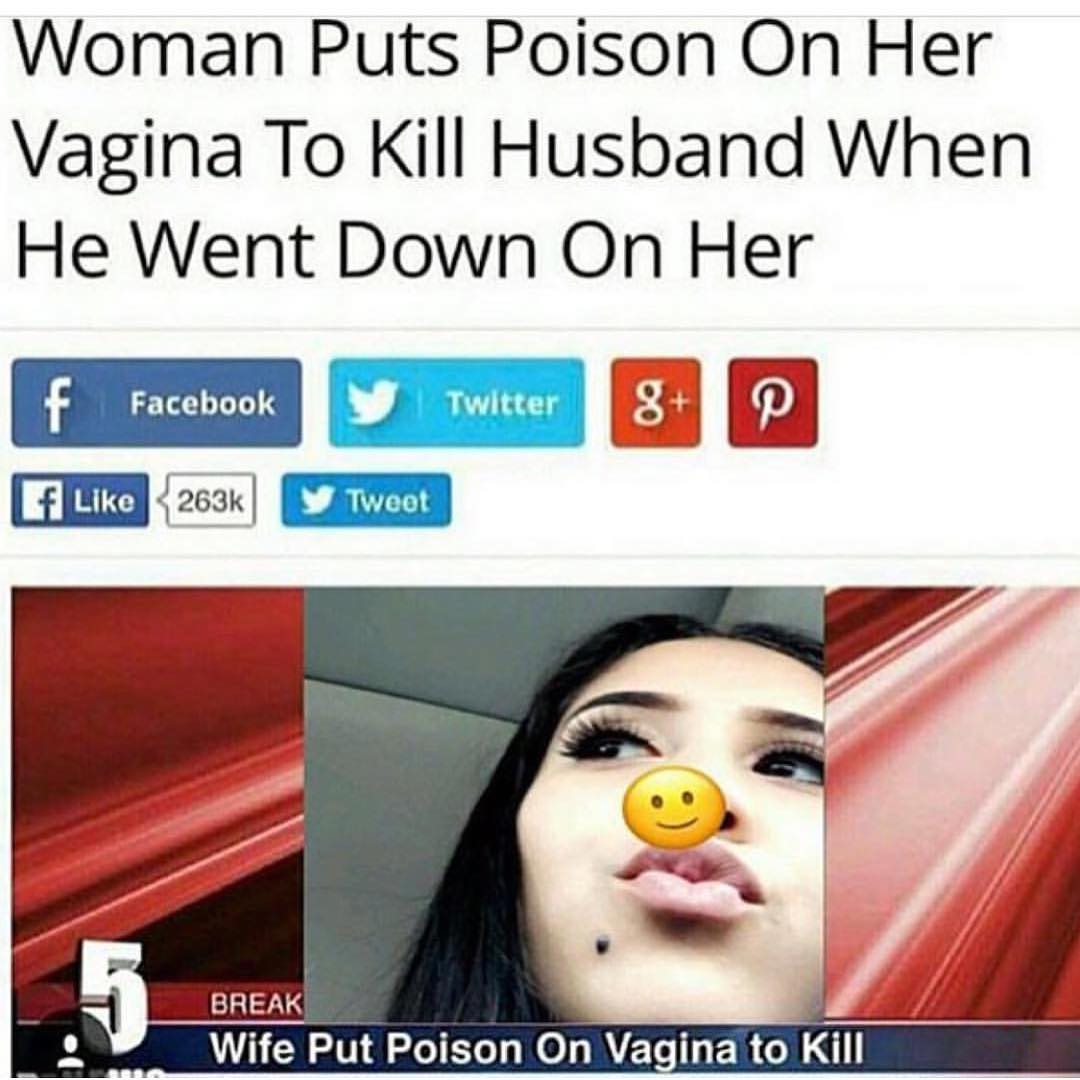 Woman Puts Poison On Her
Vagina To Kill Husband When
He Went Down On Her
f Facebook
Twitter
g+
f Like 263k
Tweet
5
BREAK
Wife Put Poison On Vagina to Kill